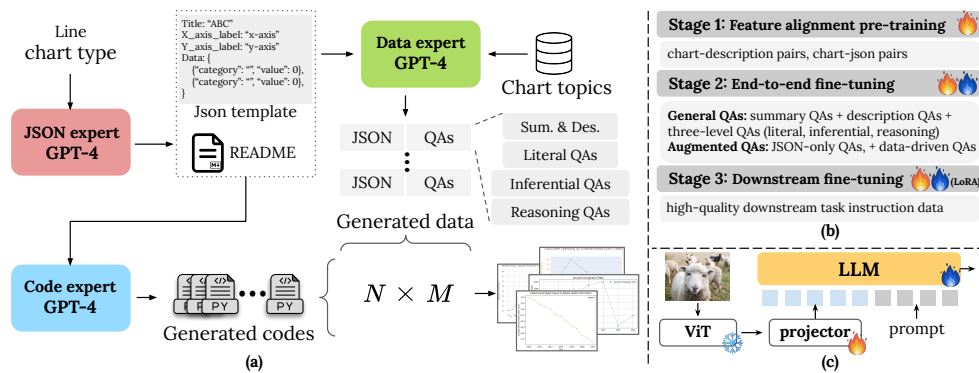 Line
chart type
JSON expert
GPT-4
Title: “ABC”
X_axis_label: “x-axis”
Y_axis_label: “y-axis”
Data: {
{“category”: “”, “value”: 0},
{“category”: “”, “value”: 0},
}
Json template
README
Data expert
GPT-4
Chart topics
JSON QAs
JSON QAs
Generated data
Sum. & Des.
Literal QAs
Inferential QAs
Reasoning QAs
Code expert
GPT-4
PY PY
Generated codes
N × M
(a)
Stage 1: Feature alignment pre-training
chart-description pairs, chart-json pairs
Stage 2: End-to-end fine-tuning
General QAs: summary QAs + description QAs +
three-level QAs (literal, inferential, reasoning)
Augmented QAs: JSON-only QAs, + data-driven QAs
Stage 3: Downstream fine-tuning (LoRA)
high-quality downstream task instruction data
(b)
LLM
ViT
projector
prompt
(c)